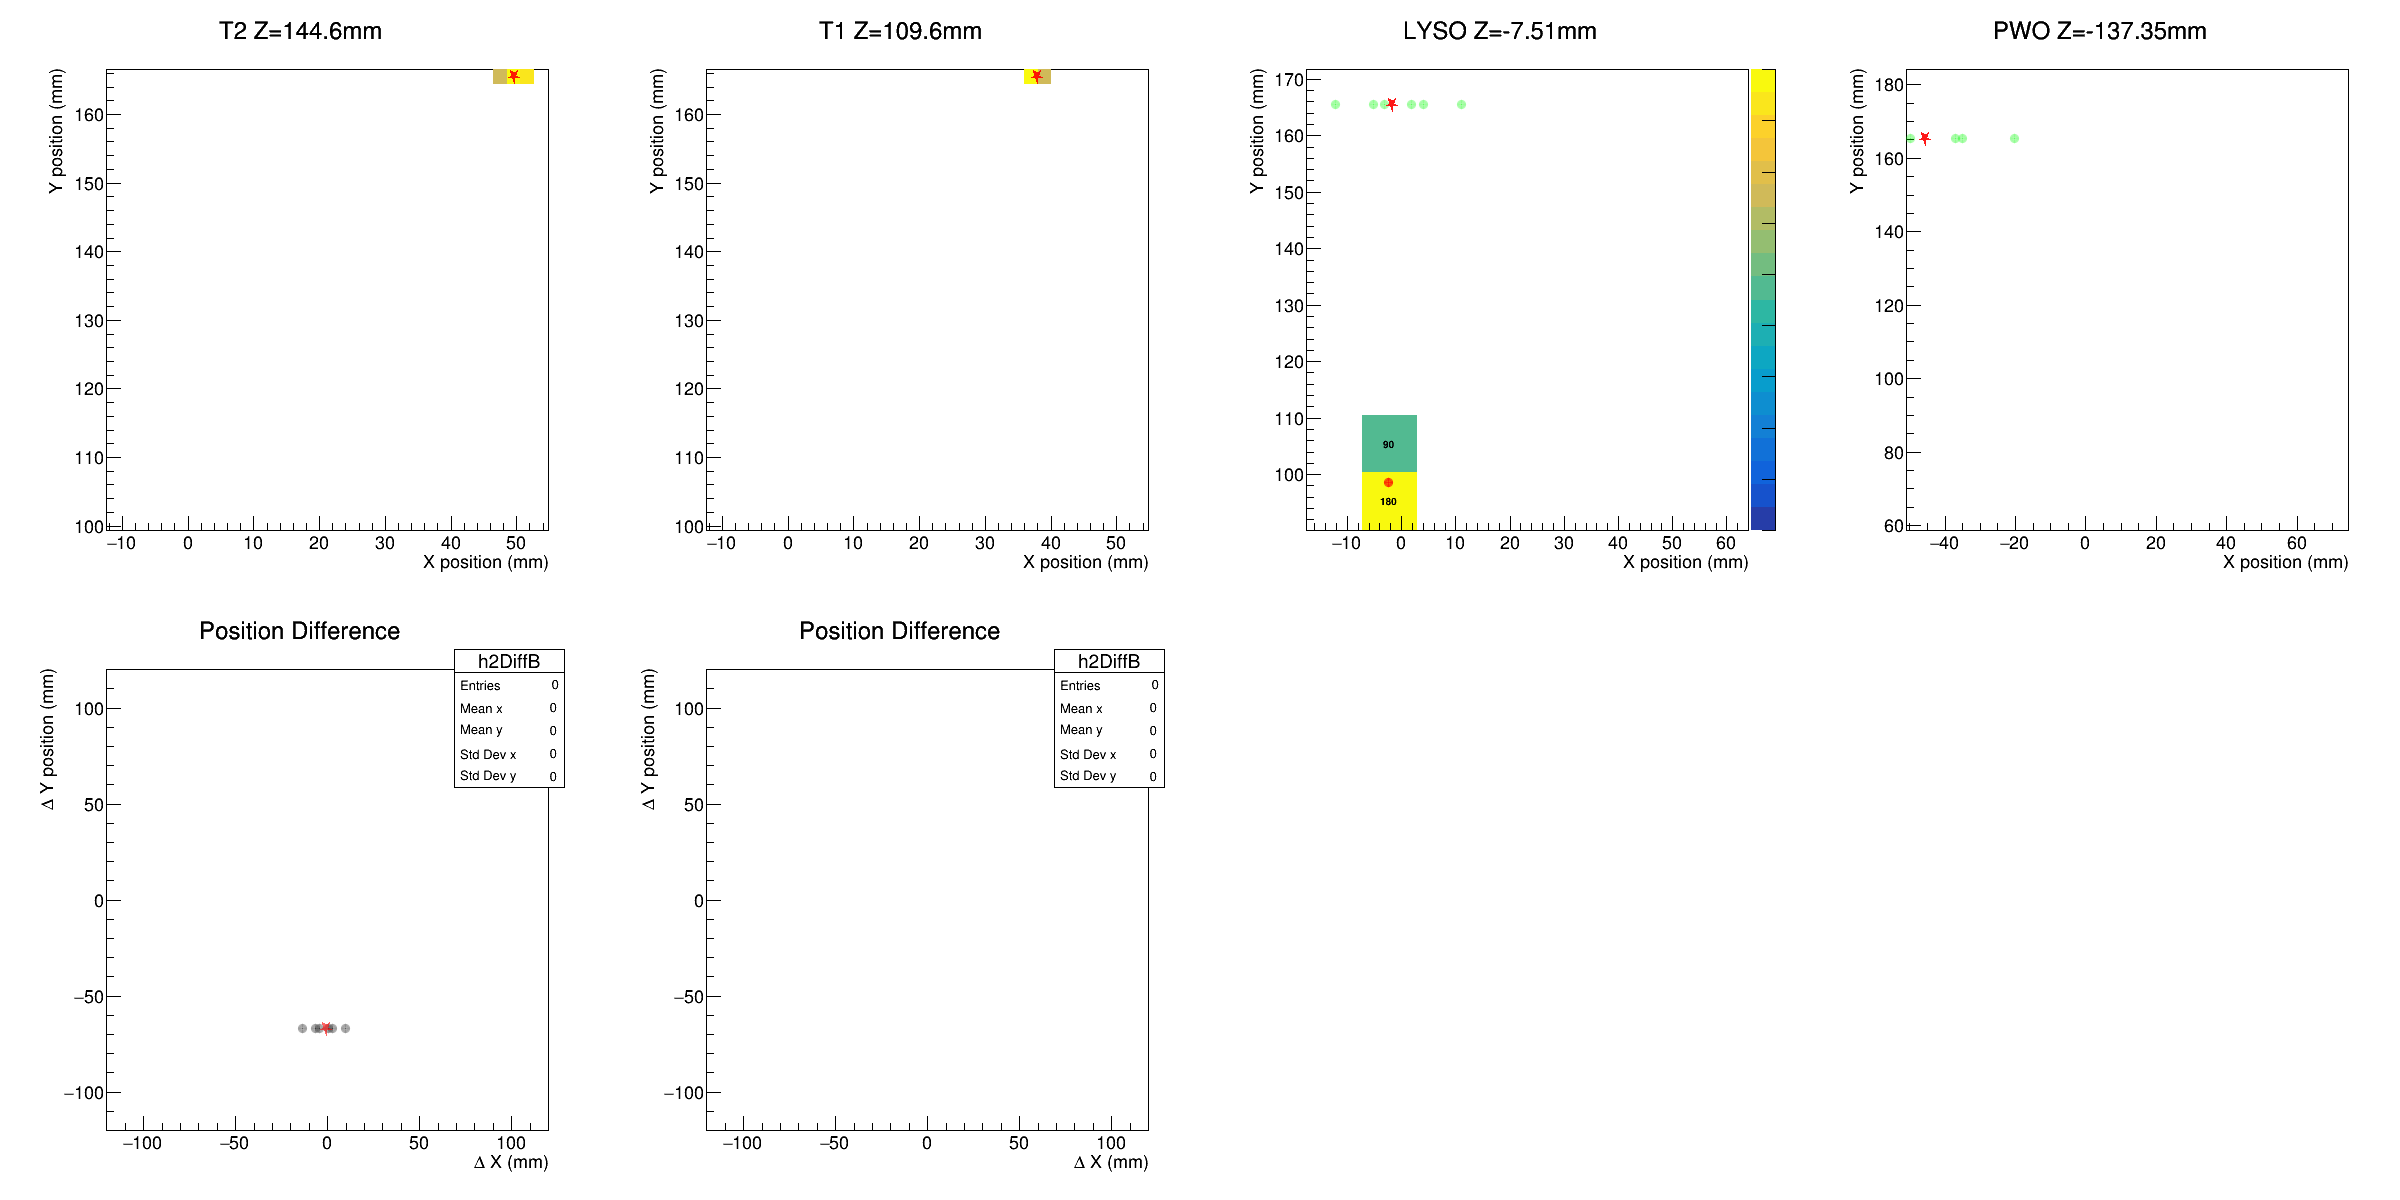 T2 Z=144.6mm
Y position (mm)
160
150
140
130
120
110
100
−10 0 10 20 30 40 50
X position (mm)
T1 Z=109.6mm
Y position (mm)
160
150
140
130
120
110
100
−10 0 10 20 30 40 50
X position (mm)
LYSO Z=-7.51mm
Y position (mm)
170
160
150
140
130
120
110
100
90
180
−10 0 10 20 30 40 50 60
X position (mm)
PWO Z=-137.35mm
Y position (mm)
180
160
140
120
100
80
60
−40 −20 0 20 40 60
X position (mm)
Position Difference
h2DiffB
Entries 0
Mean x 0
Mean y 0
Std Dev x 0
Std Dev y 0
Δ Y position (mm)
100
50
0
−50
−100
−100 −50 0 50 100
Δ X (mm)
Position Difference
h2DiffB
Entries 0
Mean x 0
Mean y 0
Std Dev x 0
Std Dev y 0
Δ Y position (mm)
100
50
0
−50
−100
−100 −50 0 50 100
Δ X (mm)